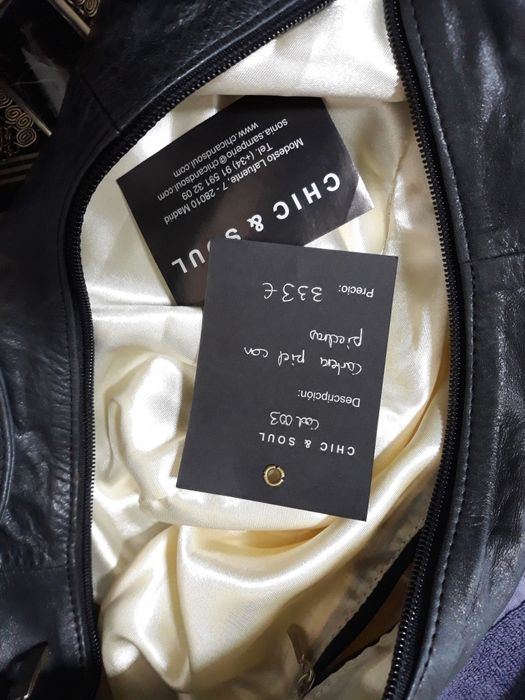 CHIC & SOUL
Modesto Lafuente, 7 - 28010 Madrid
Tel. (+34) 91 591 32 09
sonia.samperio@chicandsoul.com
www.chicandsoul.com
CHIC & SOUL
Cod. 003
Descripción:
Cartera piel con
piedras
Precio: 333 €